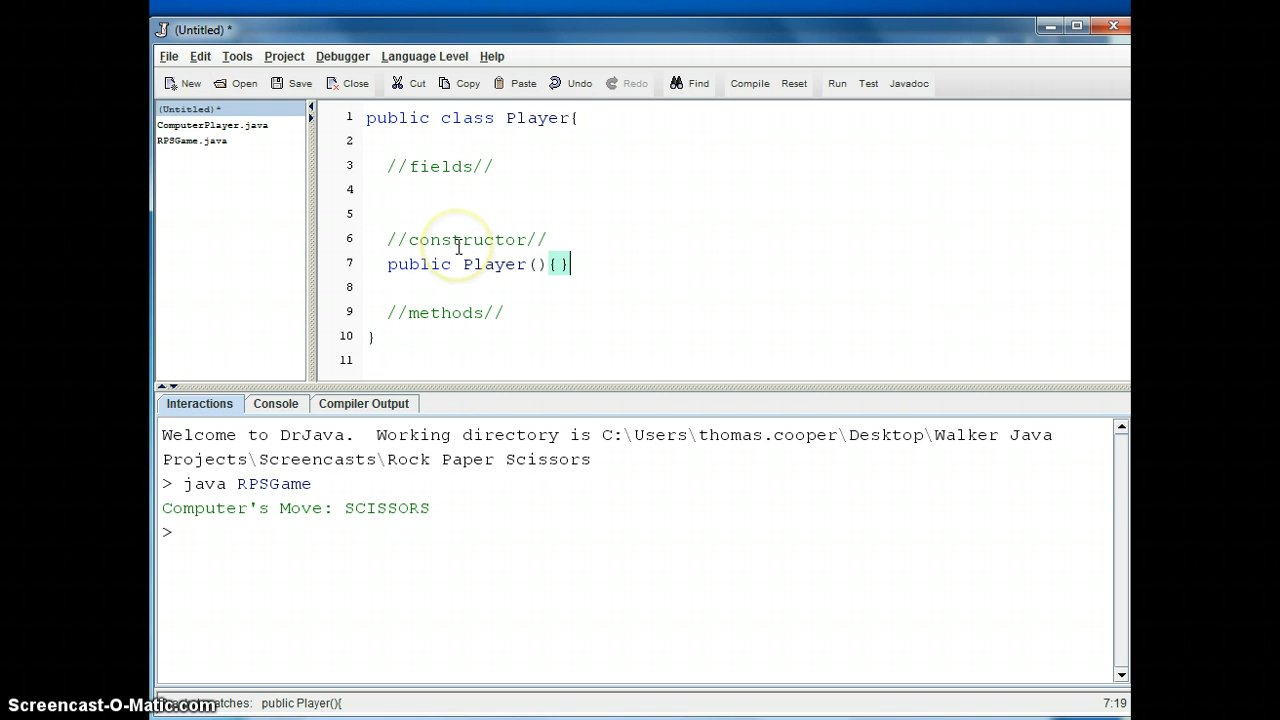 (Untitled) *
File Edit Tools Project Debugger Language Level Help
New Open Save Close Cut Copy Paste Undo Redo Find Compile Reset Run Test Javadoc
(Untitled)*
ComputerPlayer.java
RPSGame.java
1 public class Player{
2
3 //fields//
4
5
6 //constructor//
7 public Player(){}
8
9 //methods//
10 }
11
Interactions Console Compiler Output
Welcome to DrJava. Working directory is C:\Users\thomas.cooper\Desktop\Walker Java
Projects\Screencasts\Rock Paper Scissors
> java RPSGame
Computer's Move: SCISSORS
>
Screencast-O-Matic.com
public Player(){
7:19